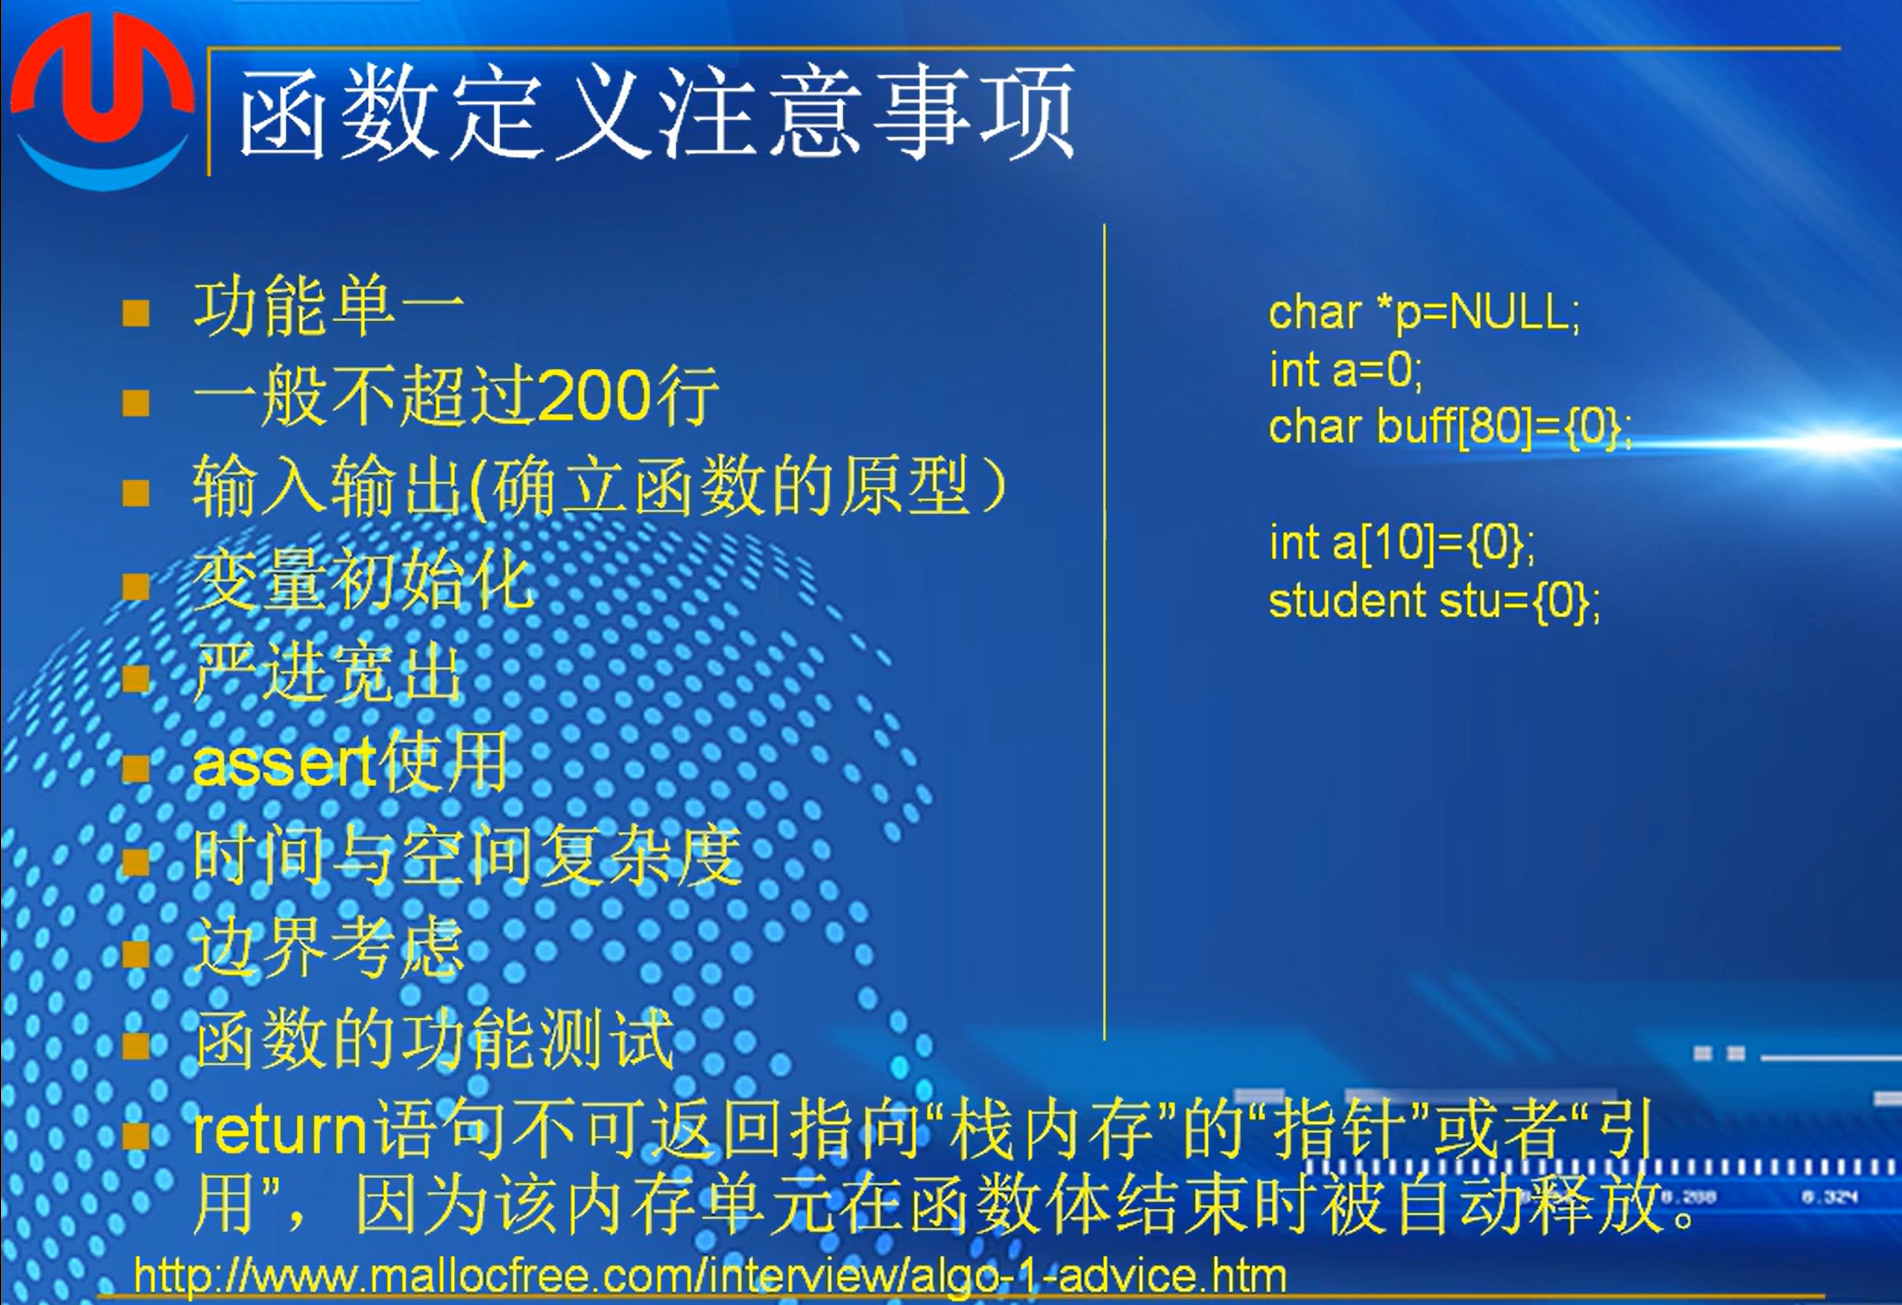 函数定义注意事项
功能单一
一般不超过200行
输入输出(确立函数的原型）
变量初始化
严进宽出
assert使用
时间与空间复杂度
边界考虑
函数的功能测试
return语句不可返回指向“栈内存”的“指针”或者“引
用”，因为该内存单元在函数体结束时被自动释放。
http://www.mallocfree.com/interview/algo-1-advice.htm
char *p=NULL;
int a=0;
char buff[80]={0};
int a[10]={0};
student stu={0};
6.324